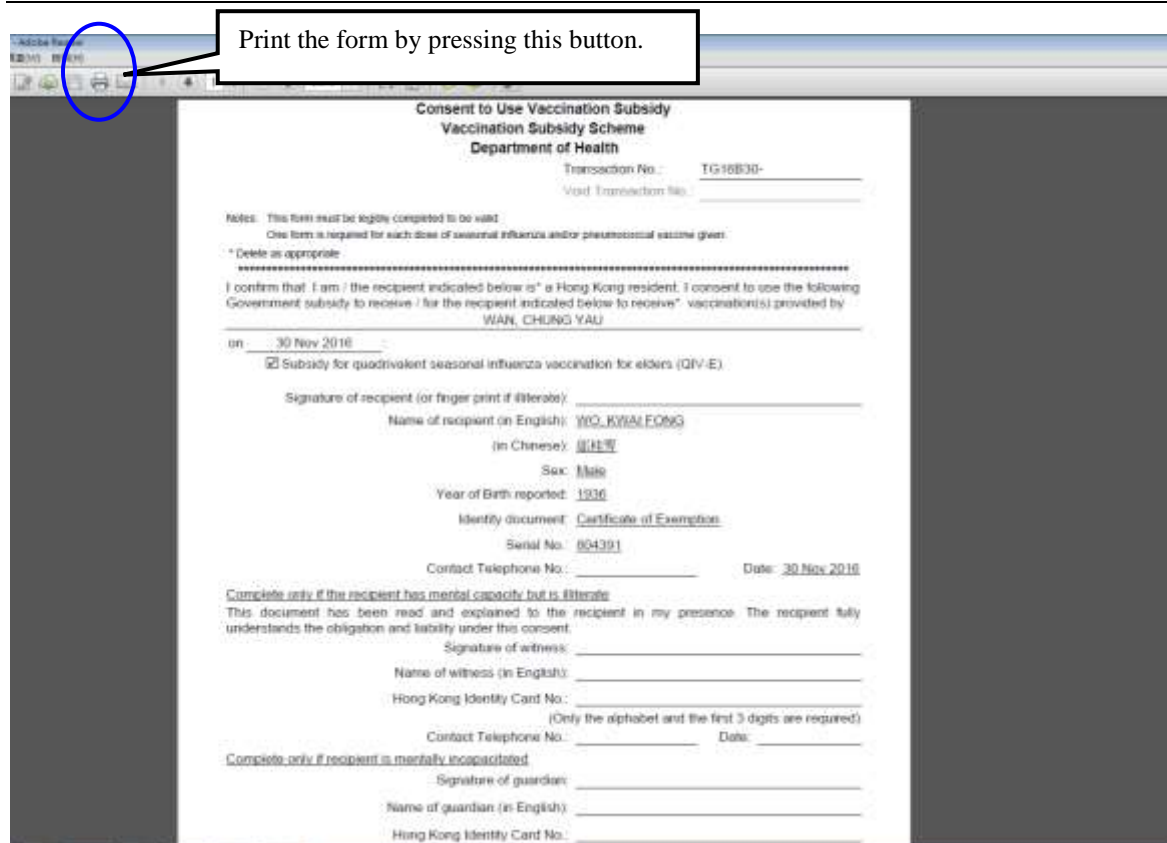 Print the form by pressing this button.
- Adobe Reader
Consent to Use Vaccination Subsidy
Vaccination Subsidy Scheme
Department of Health
Transaction No.: TG16B30-
Void Transaction No.:
Notes: This form must be legibly completed to be valid
One form is required for each dose of seasonal influenza and/or pneumococcal vaccine given
* Delete as appropriate
I confirm that I am / the recipient indicated below is* a Hong Kong resident. I consent to use the following
Government subsidy to receive / for the recipient indicated below to receive* vaccination(s) provided by
WAN, CHUNG YAU
on 30 Nov 2016 :
☑ Subsidy for quadrivalent seasonal influenza vaccination for elders (QIV-E)
Signature of recipient (or finger print if illiterate):
Name of recipient (in English): WO, KWAI FONG
(in Chinese):
Sex: Male
Year of Birth reported: 1936
Identity document: Certificate of Exemption
Serial No.: 804391
Contact Telephone No.: Date: 30 Nov 2016
Complete only if the recipient has mental capacity but is illiterate
This document has been read and explained to the recipient in my presence. The recipient fully
understands the obligation and liability under this consent.
Signature of witness:
Name of witness (in English):
Hong Kong Identity Card No.:
(Only the alphabet and the first 3 digits are required)
Contact Telephone No.: Date:
Complete only if recipient is mentally incapacitated
Signature of guardian:
Name of guardian (in English):
Hong Kong Identity Card No.: